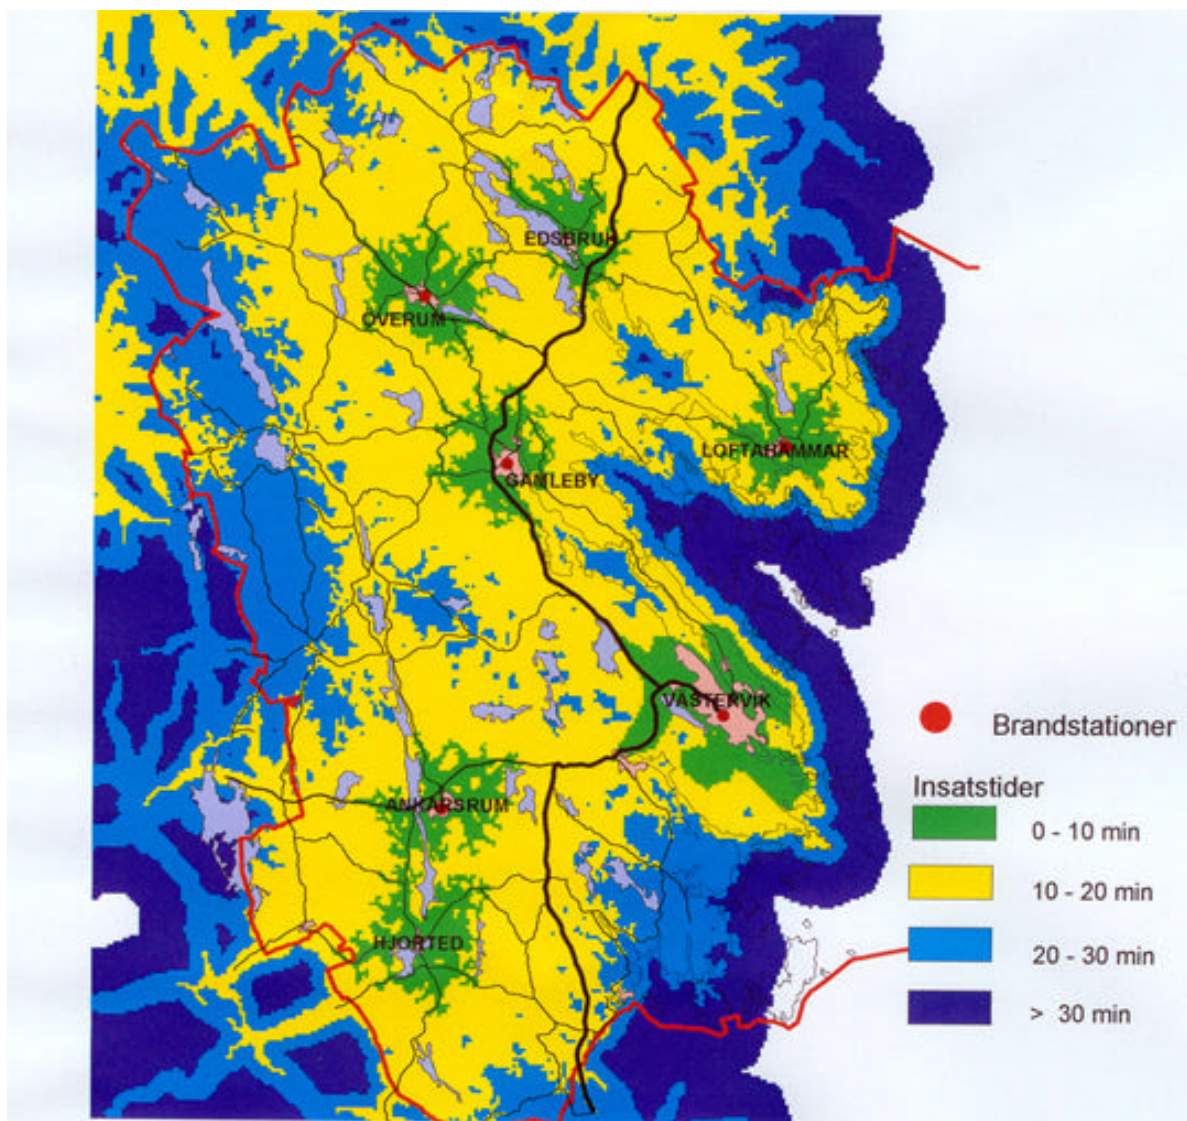 EDSBRUK
ÖVERUM
LOFTAHAMMAR
GAMLEBY
VÄSTERVIK
ANKARSRUM
HJORTED
Brandstationer
Insatstider
0 - 10 min
10 - 20 min
20 - 30 min
> 30 min